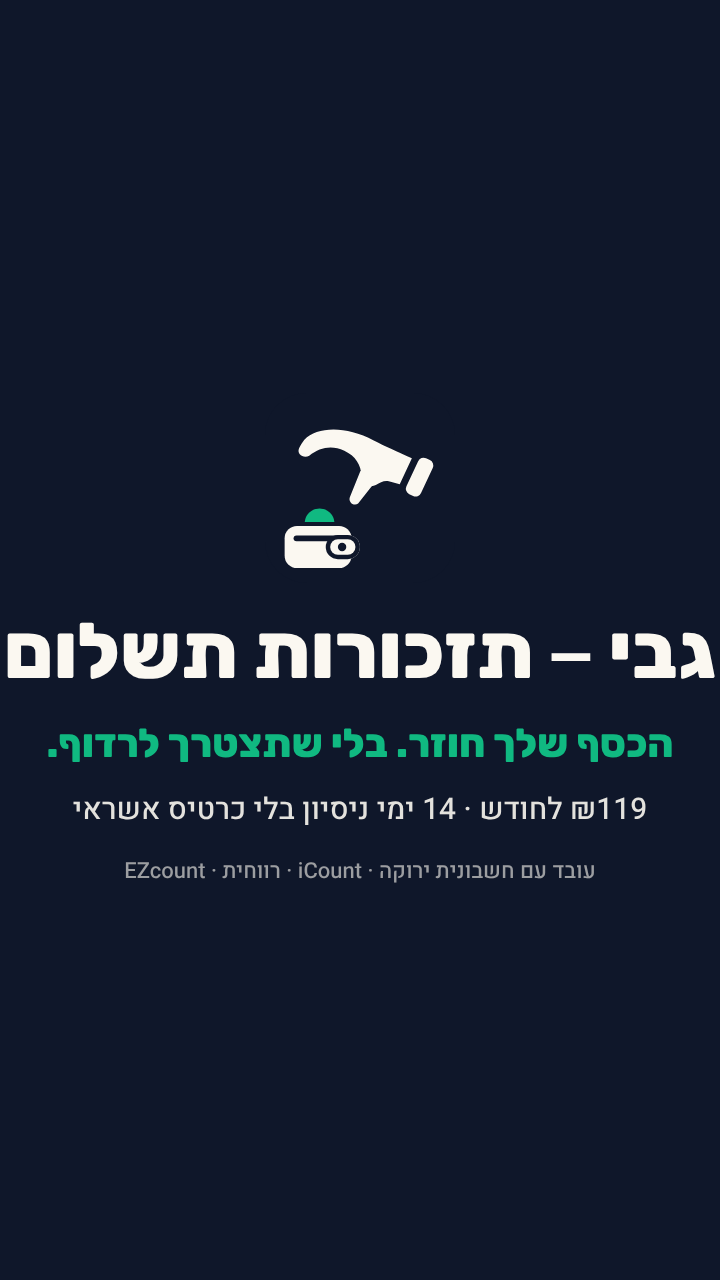 גבי – תזכורות תשלום
הכסף שלך חוזר. בלי שתצטרך לרדוף.
₪119 לחודש · 14 ימי ניסיון בלי כרטיס אשראי
עובד עם חשבונית ירוקה · iCount · רווחית · EZcount